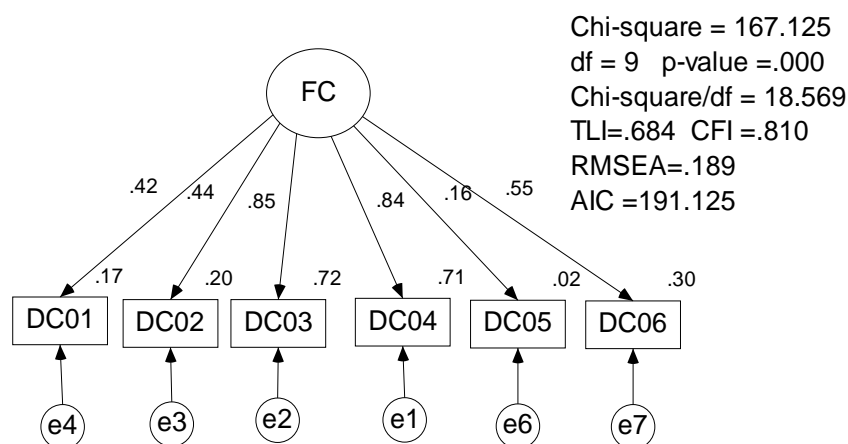 Chi-square = 167.125
df = 9 p-value =.000
Chi-square/df = 18.569
TLI=.684 CFI =.810
RMSEA=.189
AIC =191.125
FC
.42 .44 .85 .84 .16 .55
.17 .20 .72 .71 .02 .30
DC01 DC02 DC03 DC04 DC05 DC06
e4 e3 e2 e1 e6 e7